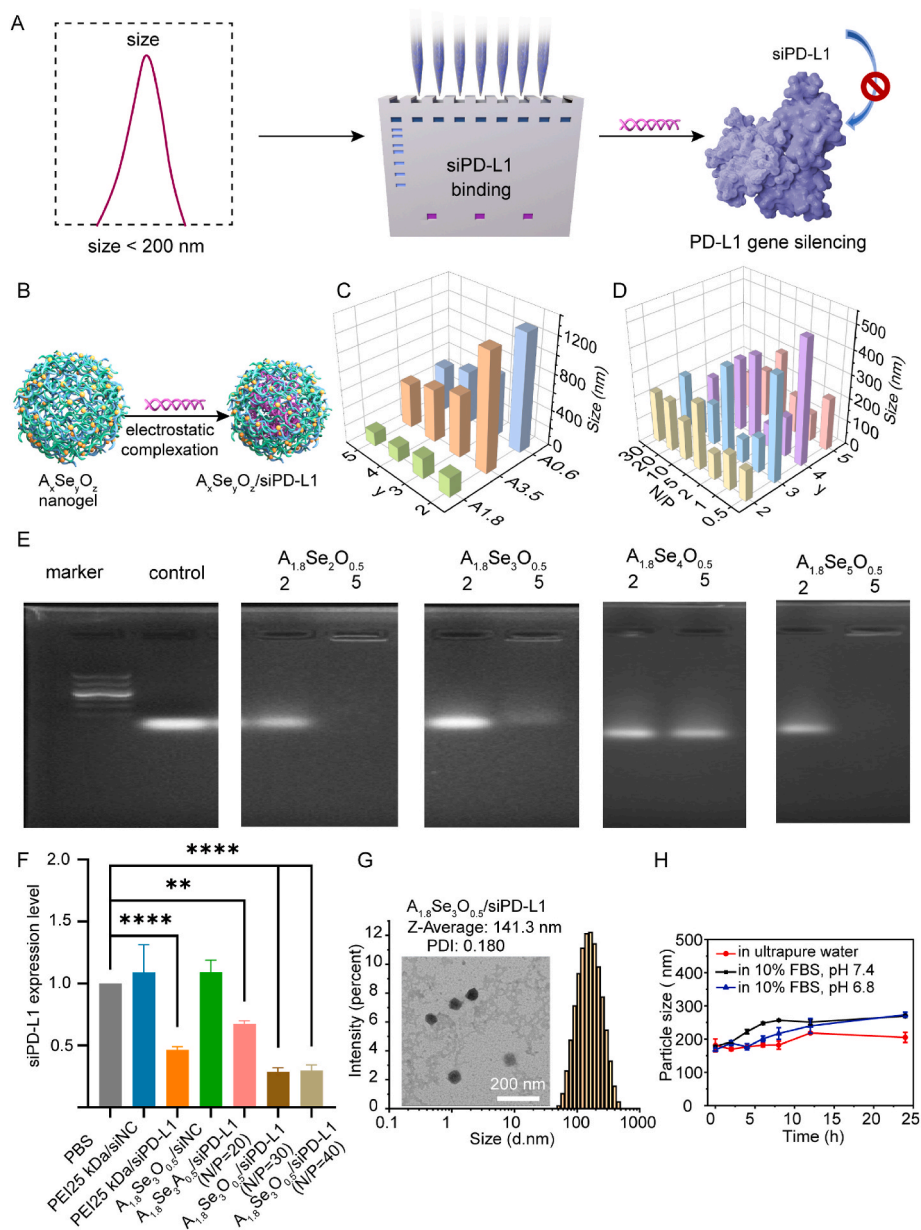 A
size
size < 200 nm
siPD-L1
binding
siPD-L1
PD-L1 gene silencing
B
electrostatic
complexation
AxSeyOz
nanogel
AxSeyOz/siPD-L1
C
Size (nm)
1200
800
400
0
5
4
3
2
y
A0.6
A3.5
A1.8
D
Size (nm)
500
400
300
200
100
0
N/P
0.5
1
2
5
y
5
4
3
2
E
marker
control
A1.8Se2O0.5
2 5
A1.8Se3O0.5
2 5
A1.8Se4O0.5
2 5
A1.8Se5O0.5
2 5
F
siPD-L1 expression level
2.0
1.5
1.0
0.5
****
**
****
PBS
PEI25 kDa/siNC
PEI25 kDa/siPD-L1
A1.8Se3O0.5/siNC
A1.8Se3A0.5/siPD-L1
(N/P=20)
A1.8Se3O0.5/siPD-L1
(N/P=30)
A1.8Se3O0.5/siPD-L1
(N/P=40)
G
A1.8Se3O0.5/siPD-L1
Z-Average: 141.3 nm
PDI: 0.180
Intensity (percent)
12
10
8
6
4
2
0
200 nm
0.1 1 10 100 1000
Size (d.nm)
H
Particle size ( nm)
500
400
300
200
100
0
in ultrapure water
in 10% FBS, pH 7.4
in 10% FBS, pH 6.8
0 5 10 15 20 25
Time (h)